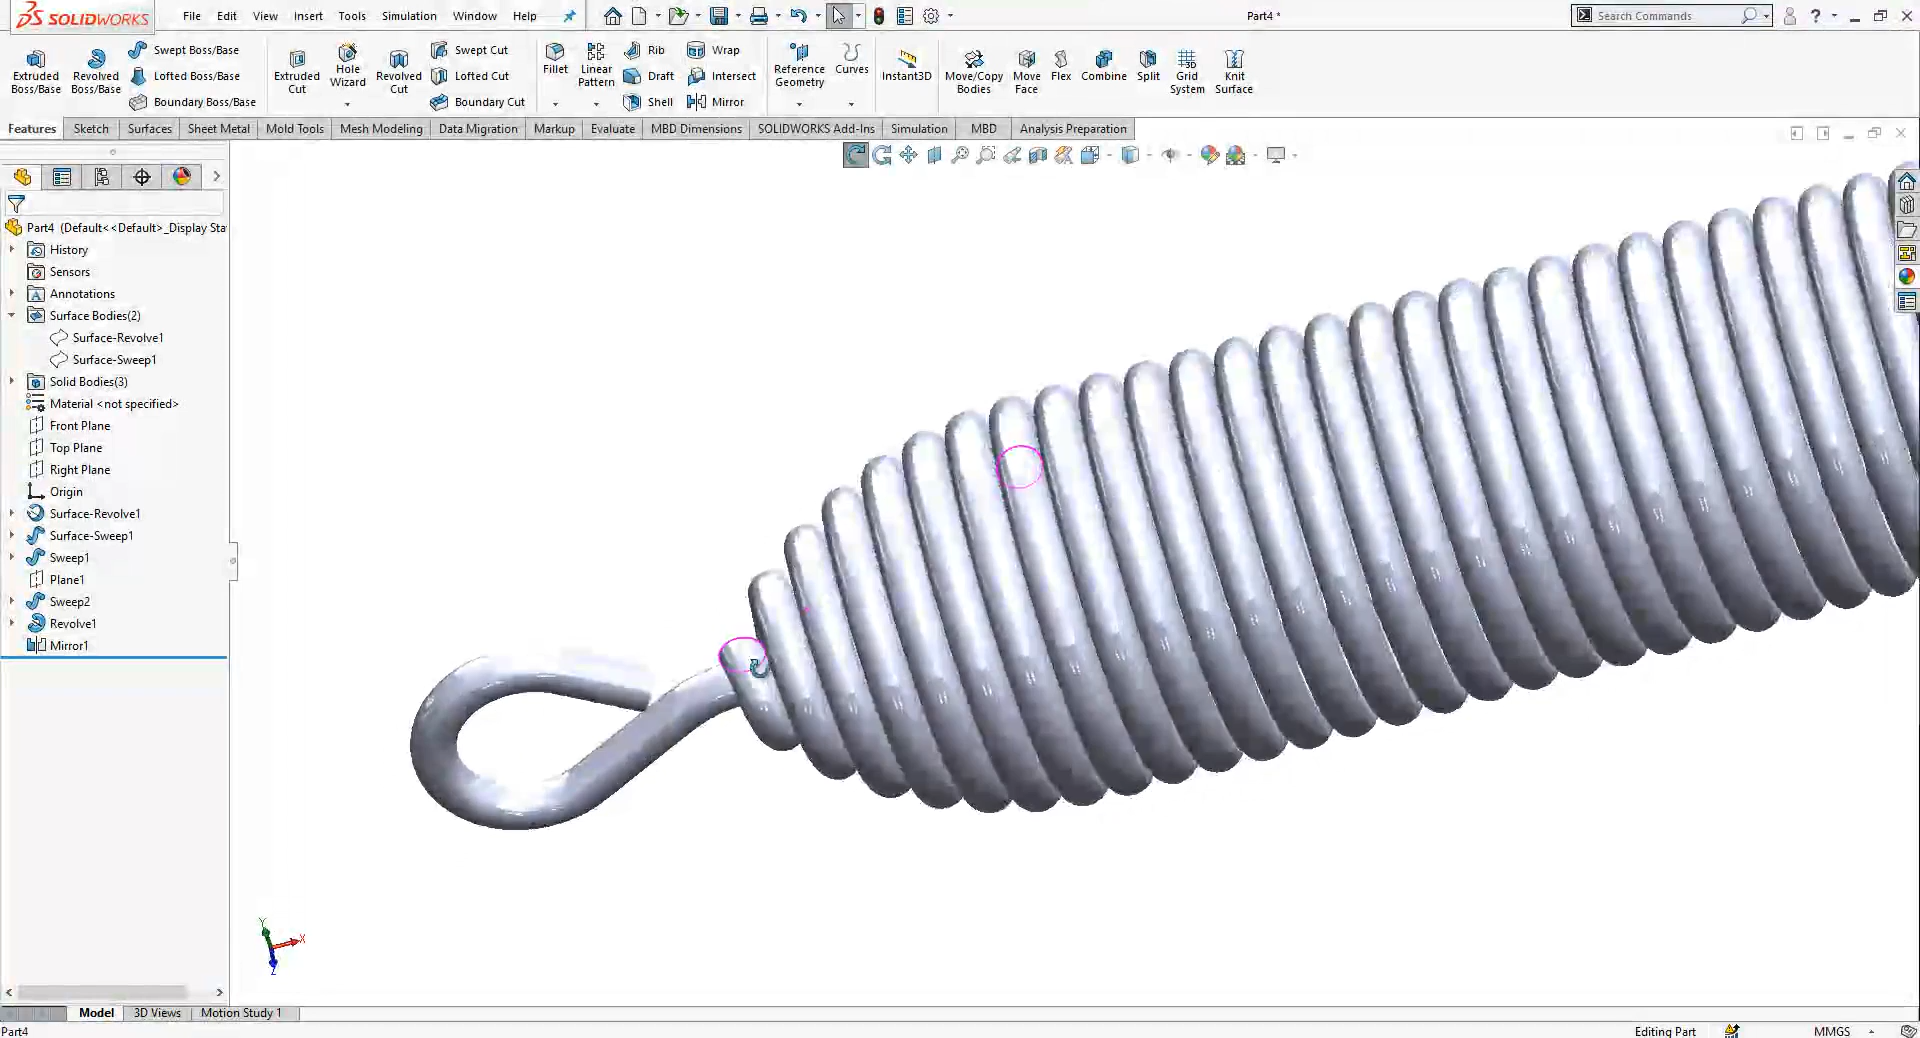 SOLIDWORKS
File Edit View Insert Tools Simulation Window Help
Part4 *
Search Commands
Extruded Boss/Base
Revolved Boss/Base
Swept Boss/Base
Lofted Boss/Base
Boundary Boss/Base
Extruded Cut
Hole Wizard
Revolved Cut
Swept Cut
Lofted Cut
Boundary Cut
Fillet
Linear Pattern
Rib
Draft
Shell
Wrap
Intersect
Mirror
Reference Geometry
Curves
Instant3D
Move/Copy Bodies
Move Face
Flex
Combine
Split
Grid System
Knit Surface
Features Sketch Surfaces Sheet Metal Mold Tools Mesh Modeling Data Migration Markup Evaluate MBD Dimensions SOLIDWORKS Add-Ins Simulation MBD Analysis Preparation
Part4 (Default<<Default>_Display Sta
History
Sensors
Annotations
Surface Bodies(2)
Surface-Revolve1
Surface-Sweep1
Solid Bodies(3)
Material <not specified>
Front Plane
Top Plane
Right Plane
Origin
Surface-Revolve1
Surface-Sweep1
Sweep1
Plane1
Sweep2
Revolve1
Mirror1
Y
X
Z
Model 3D Views Motion Study 1
Part4
Editing Part
MMGS